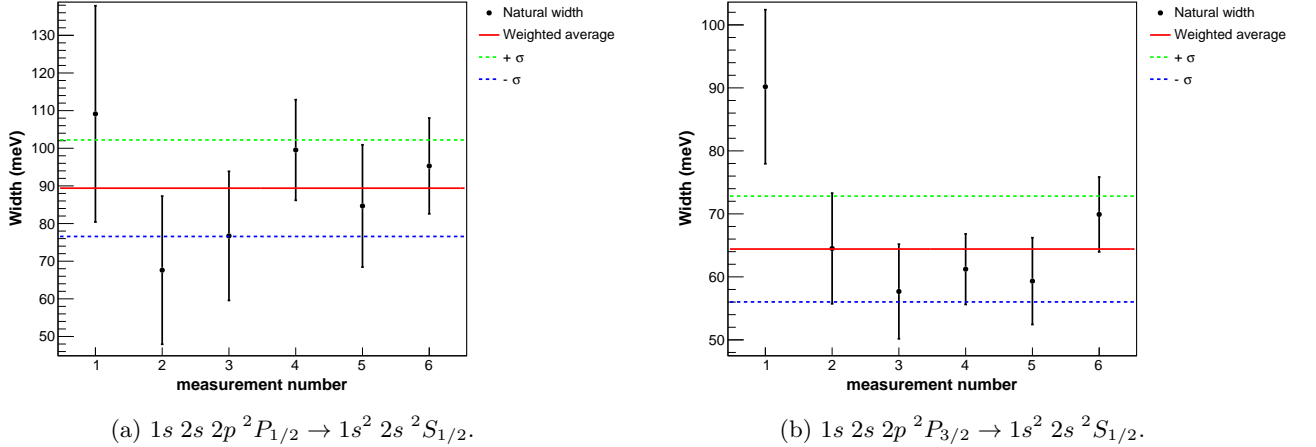 130
120
110
100
90
80
70
60
50
Width (meV)
1 2 3 4 5 6
measurement number
Natural width
Weighted average
+ σ
- σ
(a) 1s 2s 2p ²P₁/₂ → 1s² 2s ²S₁/₂.
100
90
80
70
60
50
Width (meV)
1 2 3 4 5 6
measurement number
Natural width
Weighted average
+ σ
- σ
(b) 1s 2s 2p ²P₃/₂ → 1s² 2s ²S₁/₂.